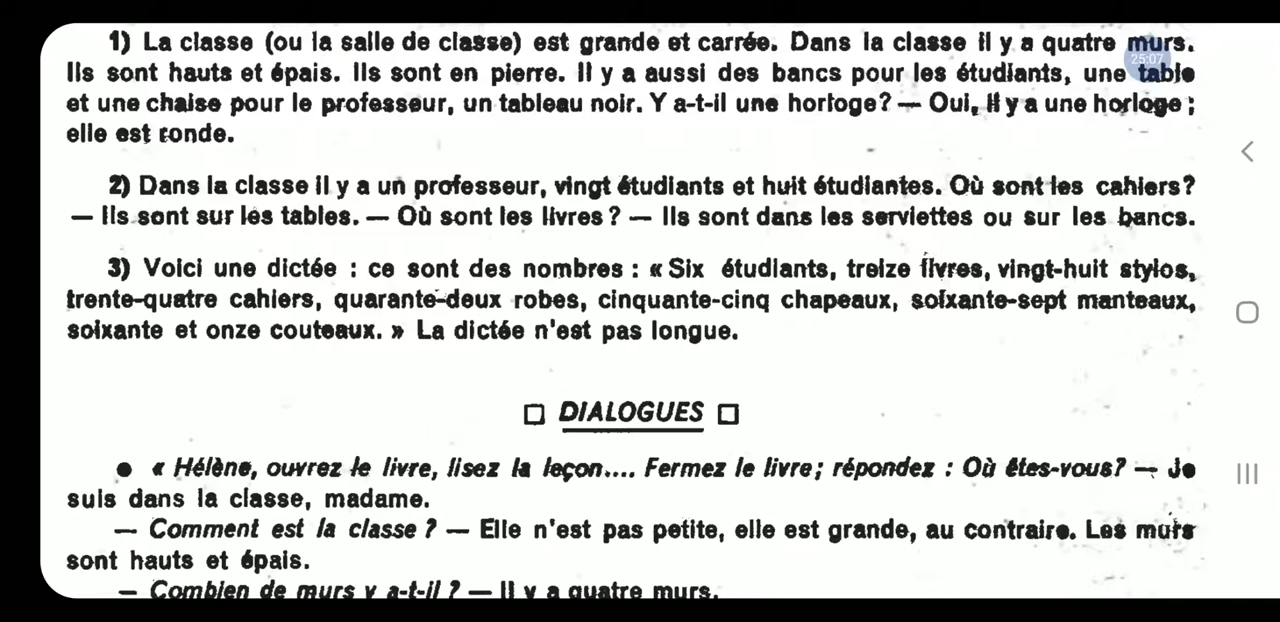 1) La classe (ou la salle de classe) est grande et carrée. Dans la classe il y a quatre murs.
Ils sont hauts et épais. Ils sont en pierre. Il y a aussi des bancs pour les étudiants, une table
et une chaise pour le professeur, un tableau noir. Y a-t-il une horloge? — Oui, il y a une horloge ;
elle est ronde.
2) Dans la classe il y a un professeur, vingt étudiants et huit étudiantes. Où sont les cahiers?
— Ils sont sur les tables. — Où sont les livres ? — Ils sont dans les serviettes ou sur les bancs.
3) Voici une dictée : ce sont des nombres : « Six étudiants, treize livres, vingt-huit stylos,
trente-quatre cahiers, quarante-deux robes, cinquante-cinq chapeaux, soixante-sept manteaux,
soixante et onze couteaux. » La dictée n'est pas longue.
□ DIALOGUES □
● « Hélène, ouvrez le livre, lisez la leçon.... Fermez le livre; répondez : Où êtes-vous? — Je
suis dans la classe, madame.
— Comment est la classe ? — Elle n'est pas petite, elle est grande, au contraire. Les murs
sont hauts et épais.
— Combien de murs y a-t-il ? — Il y a quatre murs.
25:07